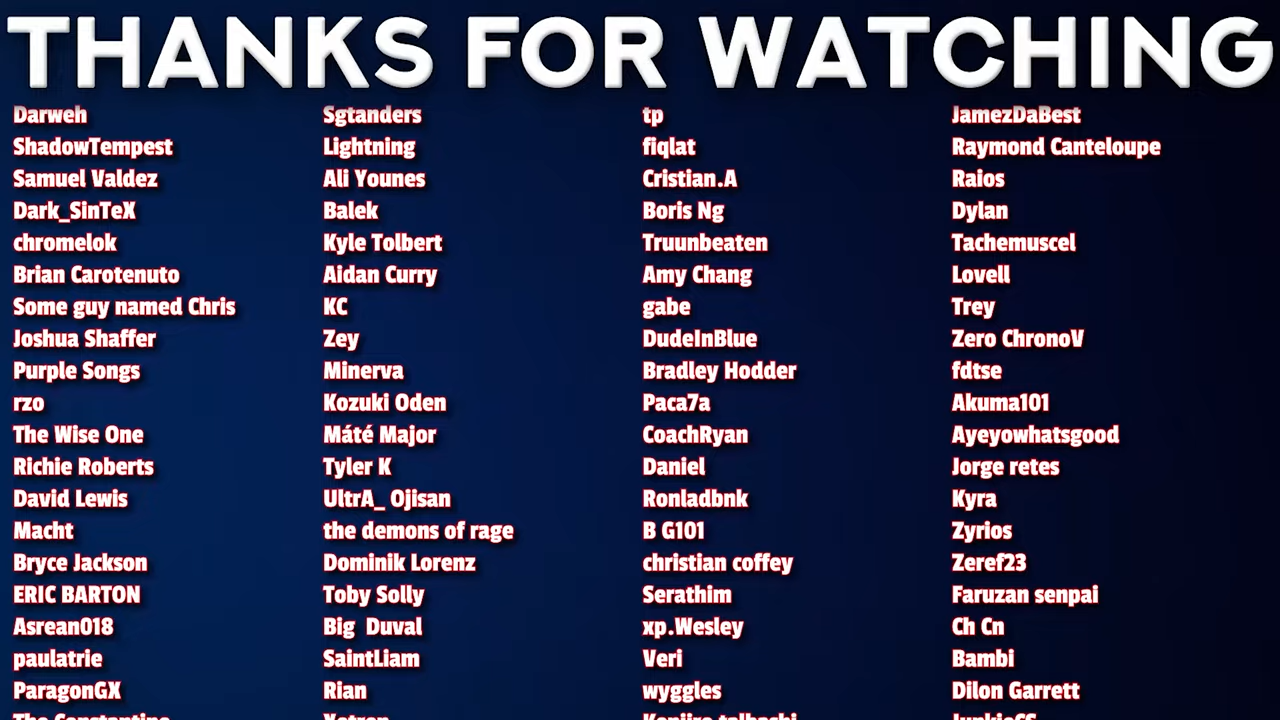 THANKS FOR WATCHING
Darweh
ShadowTempest
Samuel Valdez
Dark_SinTeX
chromelok
Brian Carotenuto
Some guy named Chris
Joshua Shaffer
Purple Songs
rzo
The Wise One
Richie Roberts
David Lewis
Macht
Bryce Jackson
ERIC BARTON
Asrean018
paulatrie
ParagonGX
The Constantine
Sgtanders
Lightning
Ali Younes
Balek
Kyle Tolbert
Aidan Curry
KC
Zey
Minerva
Kozuki Oden
Máté Major
Tyler K
UltrA_ Ojisan
the demons of rage
Dominik Lorenz
Toby Solly
Big  Duval
SaintLiam
Rian
tp
fiqlat
Cristian.A
Boris Ng
Truunbeaten
Amy Chang
gabe
DudeInBlue
Bradley Hodder
Paca7a
CoachRyan
Daniel
Ronladbnk
B G101
christian coffey
Serathim
xp.Wesley
Veri
wyggles
JamezDaBest
Raymond Canteloupe
Raios
Dylan
Tachemuscel
Lovell
Trey
Zero ChronoV
fdtse
Akuma101
Ayeyowhatsgood
Jorge retes
Kyra
Zyrios
Zeref23
Faruzan senpai
Ch Cn
Bambi
Dilon Garrett